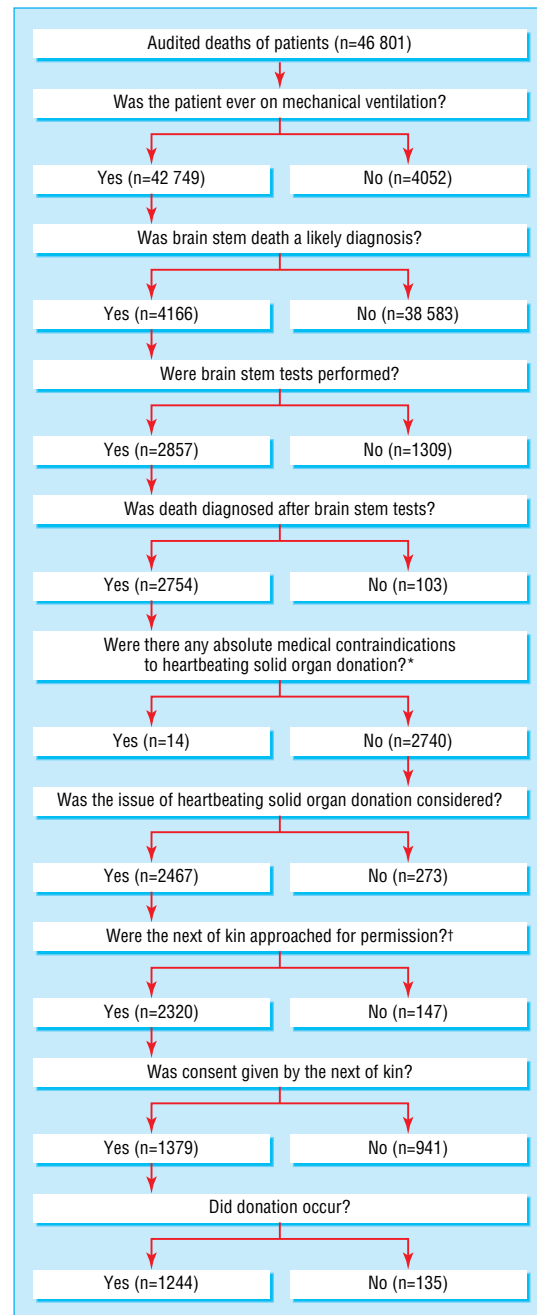 Audited deaths of patients (n=46 801)
Was the patient ever on mechanical ventilation?
Yes (n=42 749)
No (n=4052)
Was brain stem death a likely diagnosis?
Yes (n=4166)
No (n=38 583)
Were brain stem tests performed?
Yes (n=2857)
No (n=1309)
Was death diagnosed after brain stem tests?
Yes (n=2754)
No (n=103)
Were there any absolute medical contraindications
to heartbeating solid organ donation?*
Yes (n=14)
No (n=2740)
Was the issue of heartbeating solid organ donation considered?
Yes (n=2467)
No (n=273)
Were the next of kin approached for permission?†
Yes (n=2320)
No (n=147)
Was consent given by the next of kin?
Yes (n=1379)
No (n=941)
Did donation occur?
Yes (n=1244)
No (n=135)